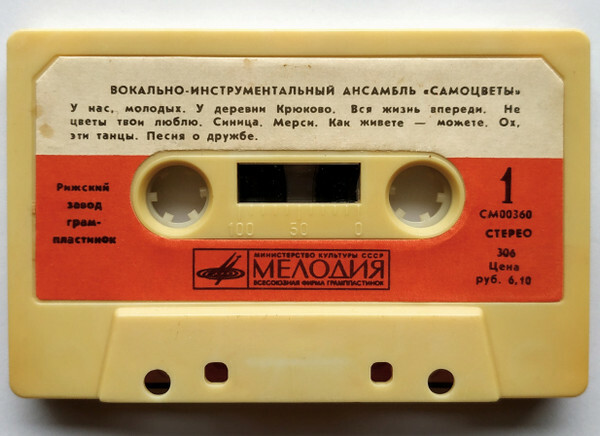 ВОКАЛЬНО-ИНСТРУМЕНТАЛЬНЫЙ АНСАМБЛЬ «САМОЦВЕТЫ»
У нас, молодых. У деревни Крюково. Вся жизнь впереди. Не
цветы твои люблю. Синица. Мерси. Как живете — можете. Ох,
эти танцы. Песня о дружбе.
Рижский
завод
грам-
пластинок
1
СМ00360
СТЕРЕО
306
Цена
руб. 6,10
100 50 0
МИНИСТЕРСТВО КУЛЬТУРЫ СССР
МЕЛОДИЯ
ВСЕСОЮЗНАЯ ФИРМА ГРАМПЛАСТИНОК